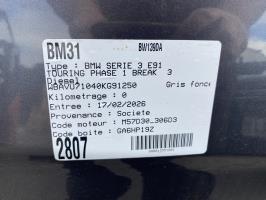 BM31 BM139DA
Type : BMW SERIE 3 E91
TOURING PHASE 1 BREAK 3
Diesel
WBAVU71040KG91250 Gris fonce
Kilometrage : 0
Entree : 17/02/2026
Provenance : Societe
Code moteur : M57D30_306D3
Code boite : GA6HP19Z
2807